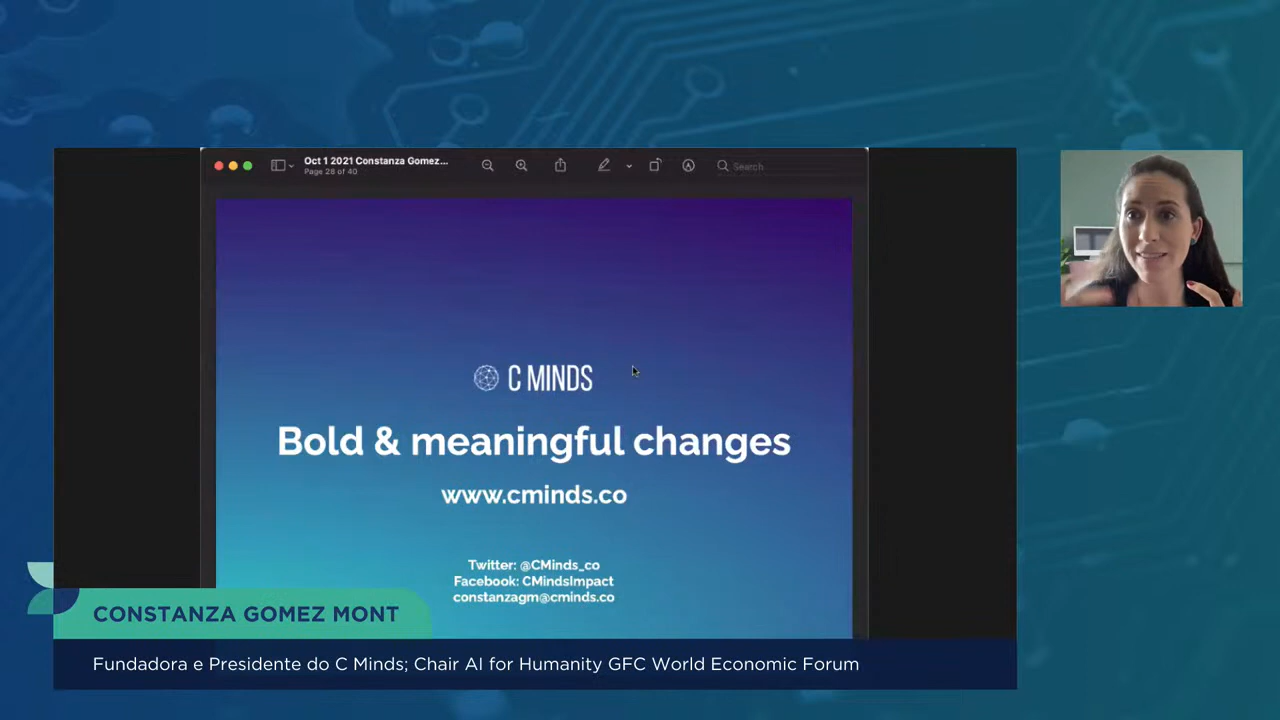 Oct 1 2021 Constanza Gomez...
Page 28 of 40
Search
C MINDS
Bold & meaningful changes
www.cminds.co
Twitter: @CMinds_co
Facebook: CMindsImpact
constanzagm@cminds.co
CONSTANZA GOMEZ MONT
Fundadora e Presidente do C Minds; Chair AI for Humanity GFC World Economic Forum